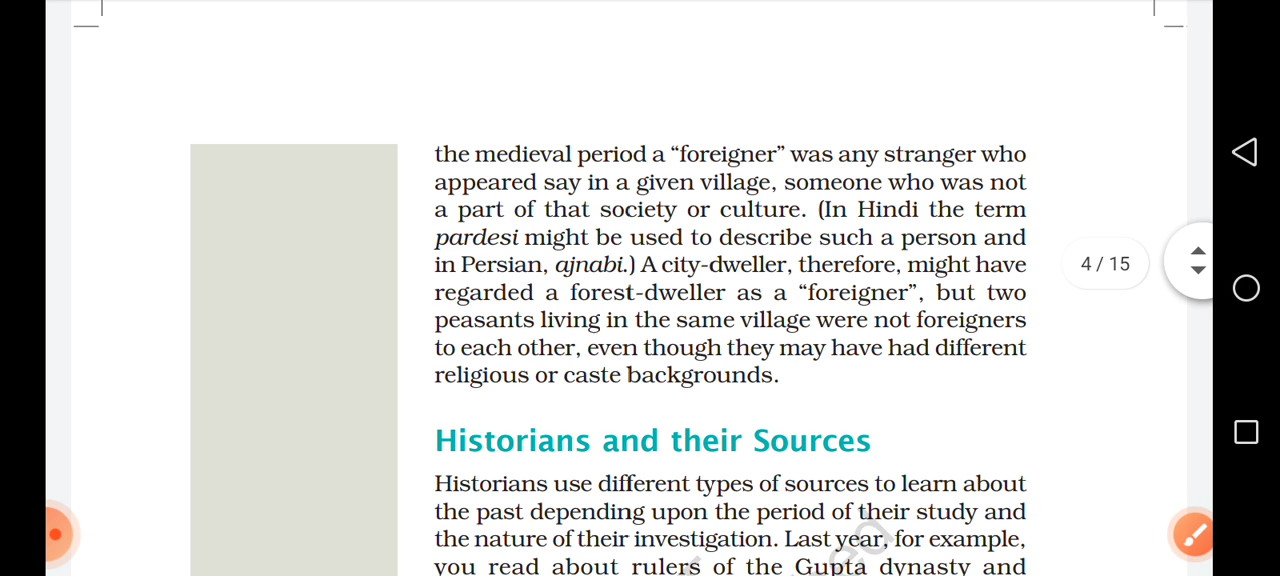 the medieval period a “foreigner” was any stranger who
appeared say in a given village, someone who was not
a part of that society or culture. (In Hindi the term
pardesi might be used to describe such a person and
in Persian, ajnabi.) A city-dweller, therefore, might have
regarded a forest-dweller as a “foreigner”, but two
peasants living in the same village were not foreigners
to each other, even though they may have had different
religious or caste backgrounds.
4 / 15
Historians and their Sources
Historians use different types of sources to learn about
the past depending upon the period of their study and
the nature of their investigation. Last year, for example,
you read about rulers of the Gupta dynasty and